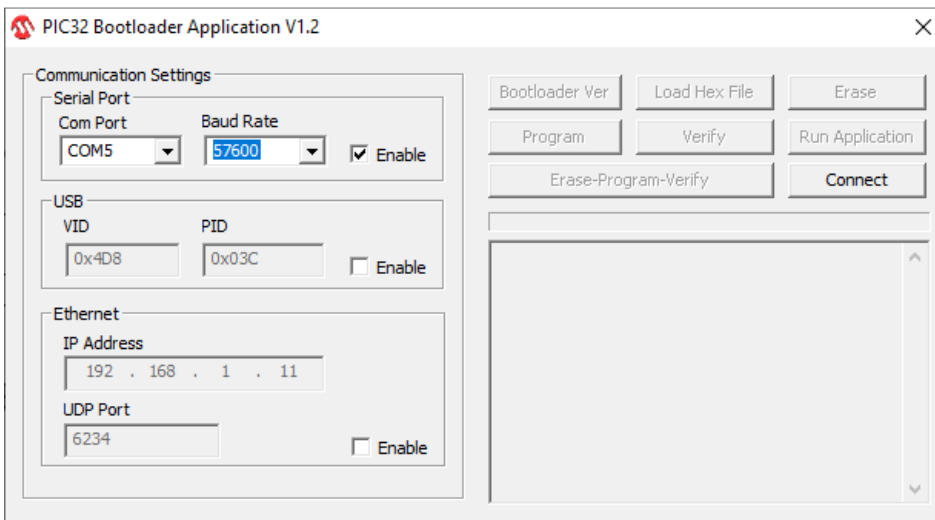 PIC32 Bootloader Application V1.2
Communication Settings
Serial Port
Com Port Baud Rate
COM5 57600 Enable
USB
VID PID
0x4D8 0x03C Enable
Ethernet
IP Address
192 . 168 . 1 . 11
UDP Port
6234 Enable
Bootloader Ver Load Hex File Erase
Program Verify Run Application
Erase-Program-Verify Connect